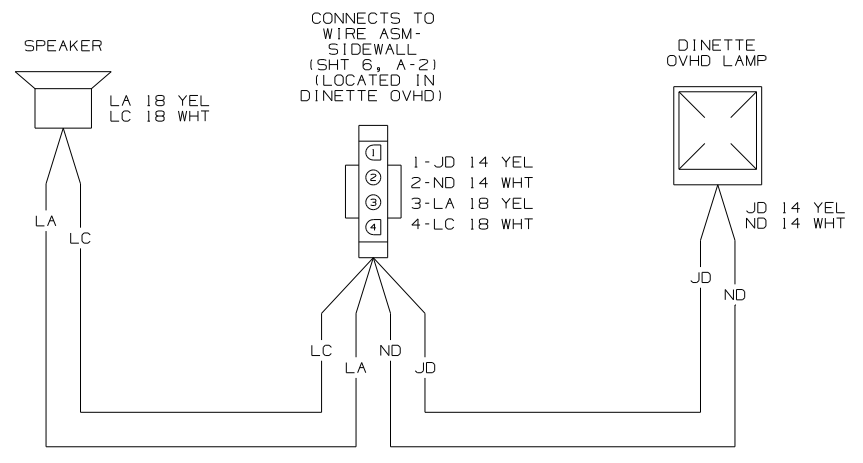 CONNECTS TO
WIRE ASM-
SIDEWALL
(SHT 6, A-2)
(LOCATED IN
DINETTE OVHD)
SPEAKER
LA 18 YEL
LC 18 WHT
DINETTE
OVHD LAMP
1
2
3
4
1-JD 14 YEL
2-ND 14 WHT
3-LA 18 YEL
4-LC 18 WHT
JD 14 YEL
ND 14 WHT
LA
LC
JD
ND
LC
LA
ND
JD